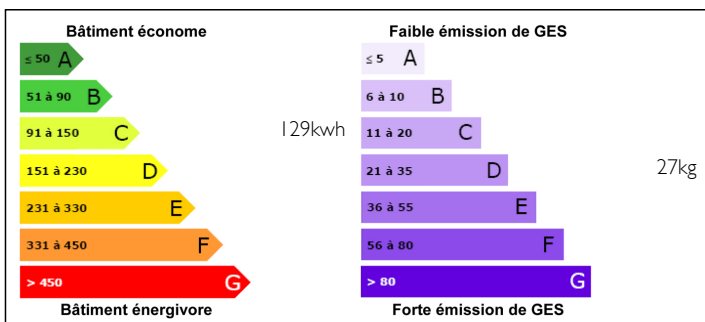 Bâtiment économe
≤ 50 A
51 à 90 B
91 à 150 C
129kwh
151 à 230 D
231 à 330 E
331 à 450 F
> 450 G
Bâtiment énergivore
Faible émission de GES
≤ 5 A
6 à 10 B
11 à 20 C
21 à 35 D
27kg
36 à 55 E
56 à 80 F
> 80 G
Forte émission de GES